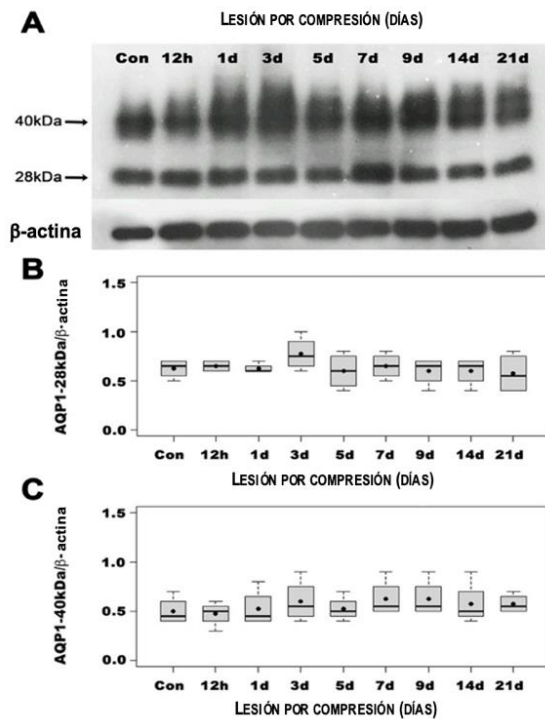 A
LESIÓN POR COMPRESIÓN (DÍAS)
Con 12h 1d 3d 5d 7d 9d 14d 21d
40kDa
28kDa
β-actina
B
AQP1-28kDa/β-actina
1.5
1.0
0.5
0.0
Con 12h 1d 3d 5d 7d 9d 14d 21d
LESIÓN POR COMPRESIÓN (DÍAS)
C
AQP1-40kDa/β-actina
1.5
1.0
0.5
0.0
Con 12h 1d 3d 5d 7d 9d 14d 21d
LESIÓN POR COMPRESIÓN (DÍAS)